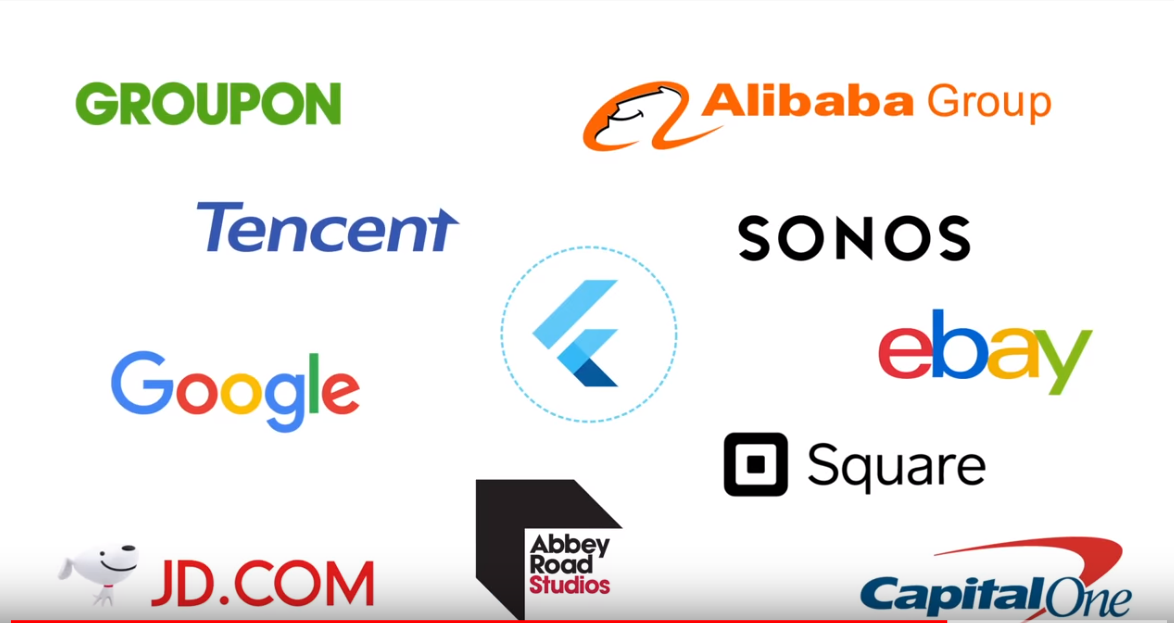 GROUPON
Alibaba Group
Tencent
SONOS
ebay
Google
Square
Abbey
Road
Studios
JD.COM
CapitalOne